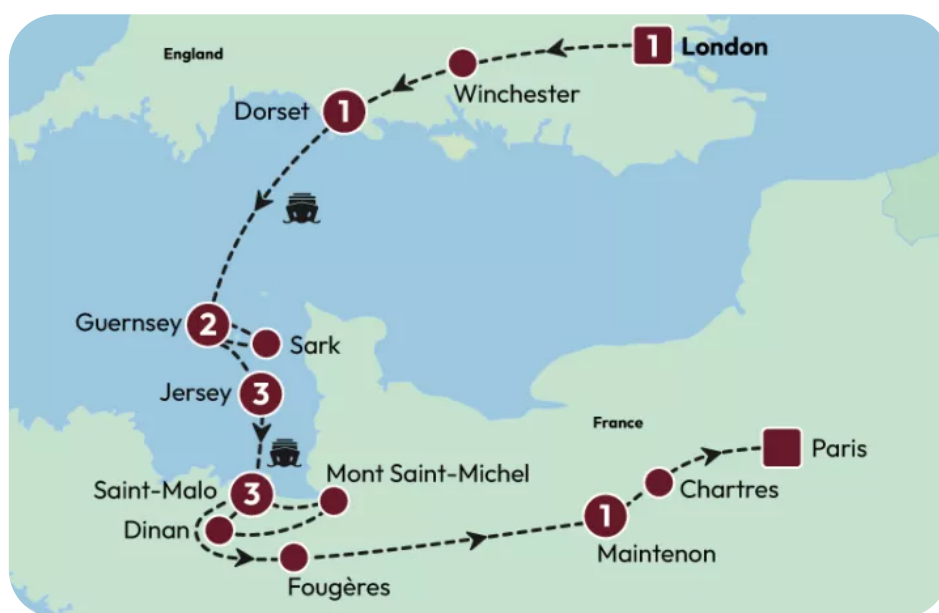 England
1 London
Winchester
Dorset 1
Guernsey 2
Sark
Jersey 3
France
Paris
Mont Saint-Michel
Saint-Malo 3
Chartres
Dinan
1
Maintenon
Fougères